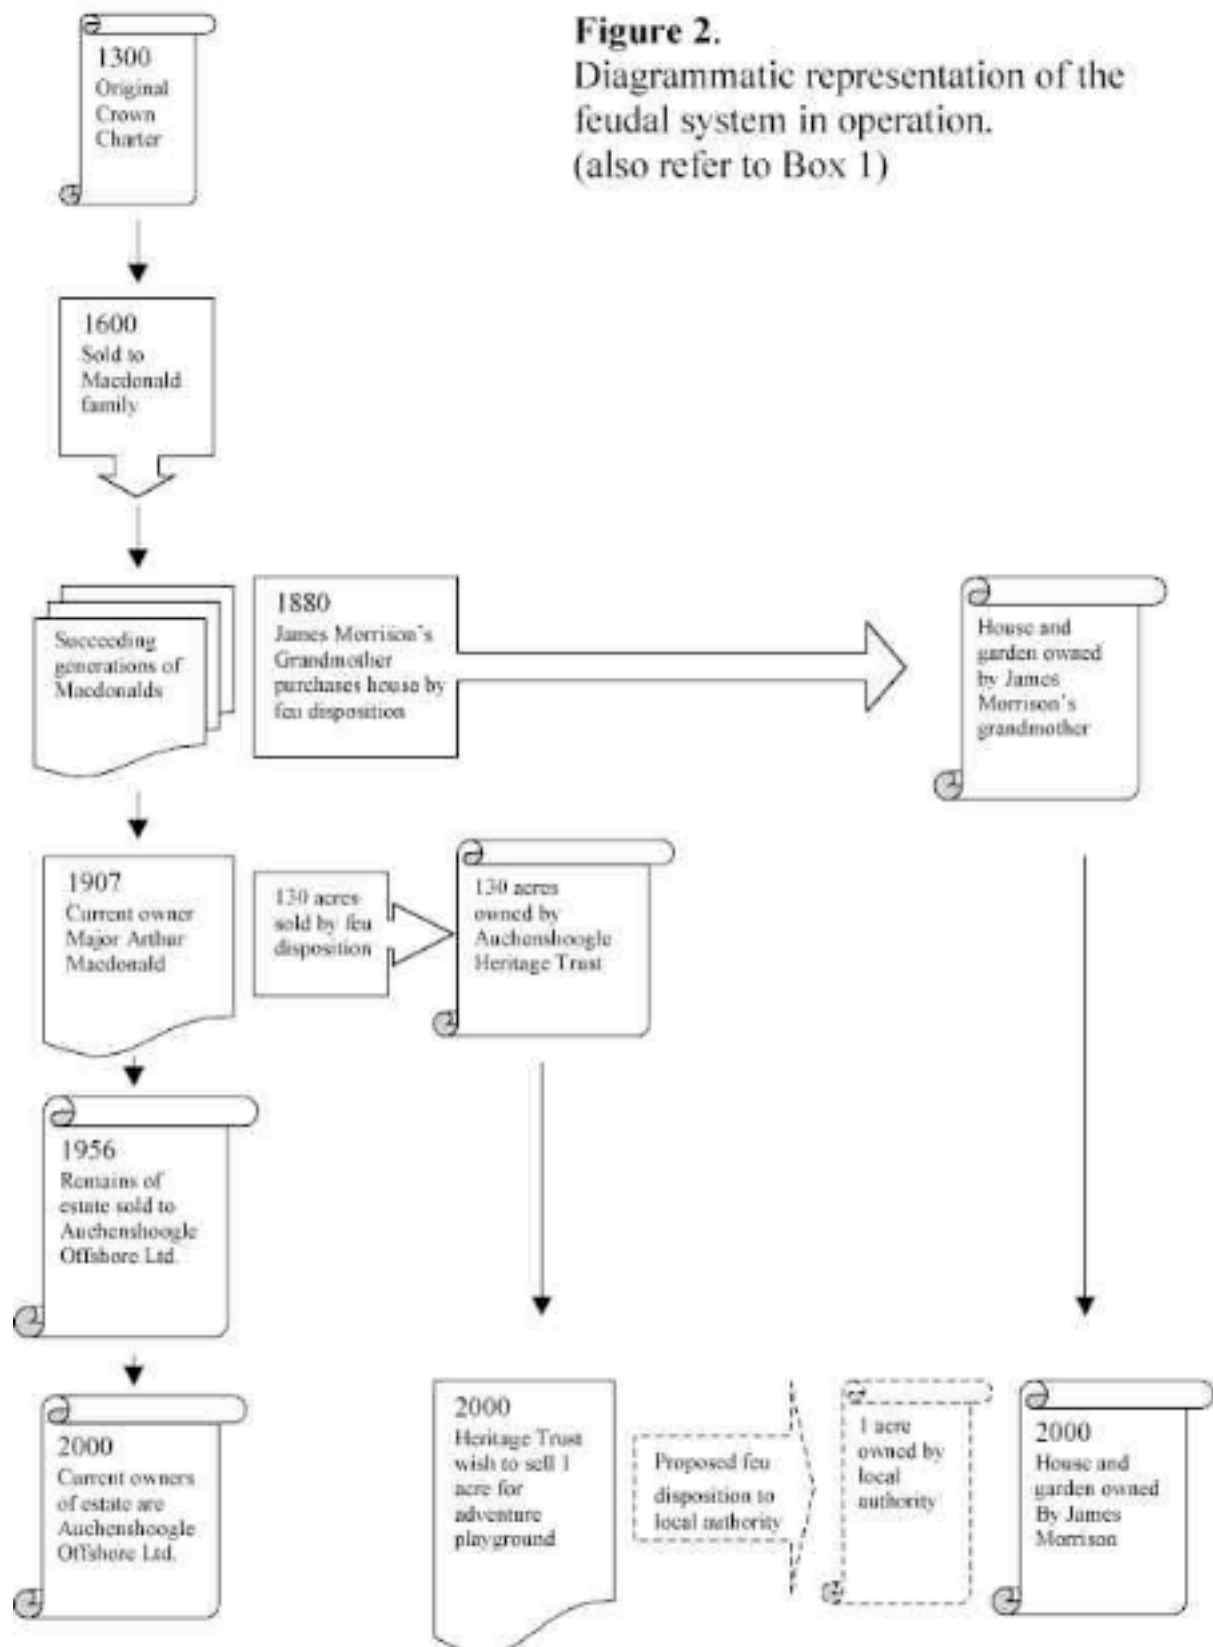 Figure 2.
Diagrammatic representation of the
feudal system in operation.
(also refer to Box 1)
1300
Original
Crown
Charter
1600
Sold to
Macdonald
family
Succeeding
generations of
Macdonalds
1880
James Morrison's
Grandmother
purchases house by
feu disposition
House and
garden owned
by James
Morrison's
grandmother
1907
Current owner
Major Arthur
Macdonald
130 acres
sold by feu
disposition
130 acres
owned by
Auchenshoogle
Heritage Trust
1956
Remains of
estate sold to
Auchenshoogle
Offshore Ltd.
2000
Current owners
of estate are
Auchenshoogle
Offshore Ltd.
2000
Heritage Trust
wish to sell 1
acre for
adventure
playground
Proposed feu
disposition to
local authority
1 acre
owned by
local
authority
2000
House and
garden owned
By James
Morrison